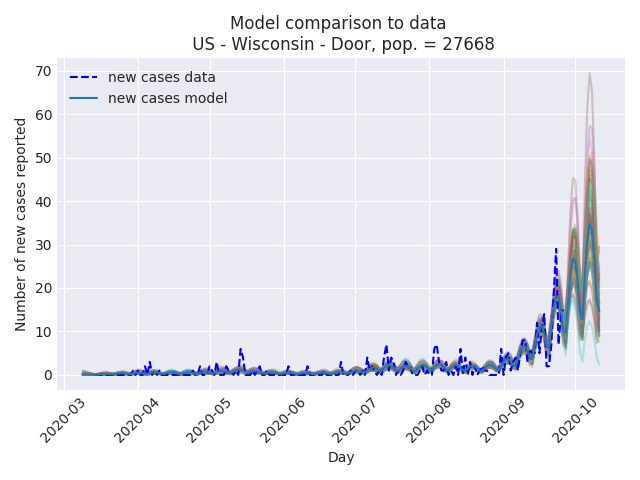 Model comparison to data
US - Wisconsin - Door, pop. = 27668
new cases data
new cases model
Number of new cases reported
70
60
50
40
30
20
10
0
2020-03
2020-04
2020-05
2020-06
2020-07
2020-08
2020-09
2020-10
Day